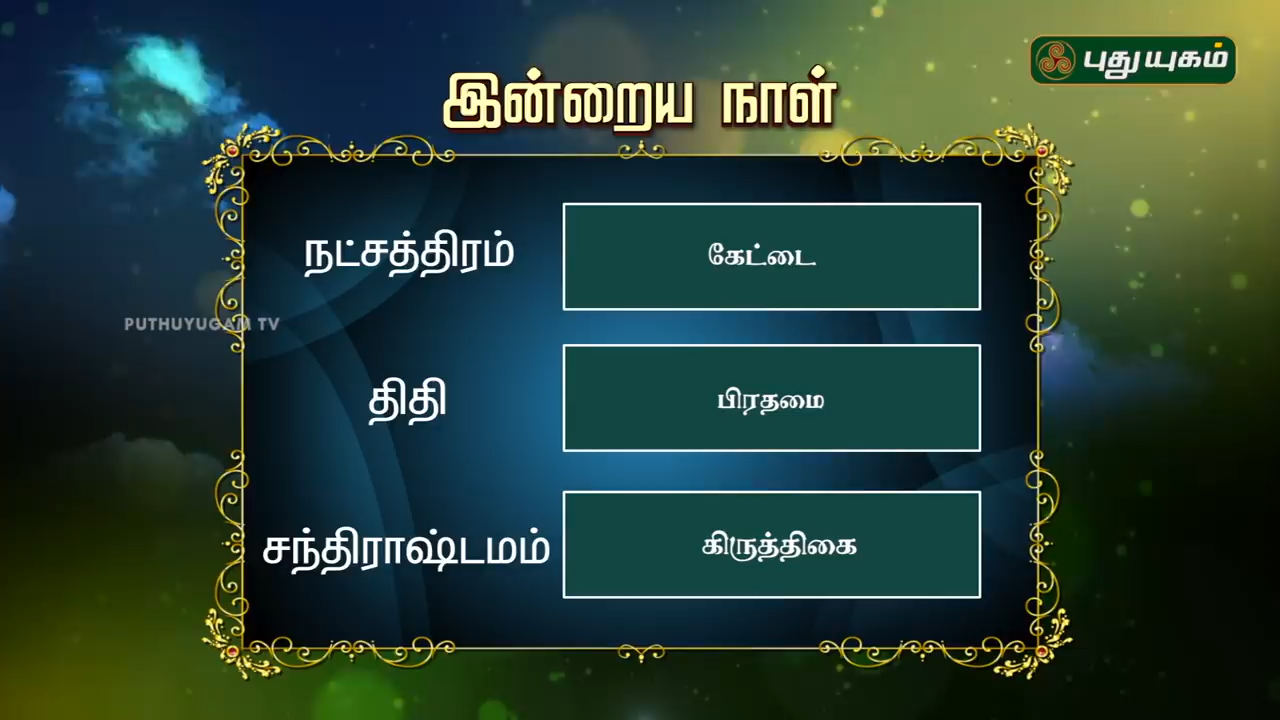 புதுயுகம்
இன்றைய நாள்
நட்சத்திரம்
கேட்டை
PUTHUYUGAM TV
திதி
பிரதமை
சந்திராஷ்டமம்
கிருத்திகை